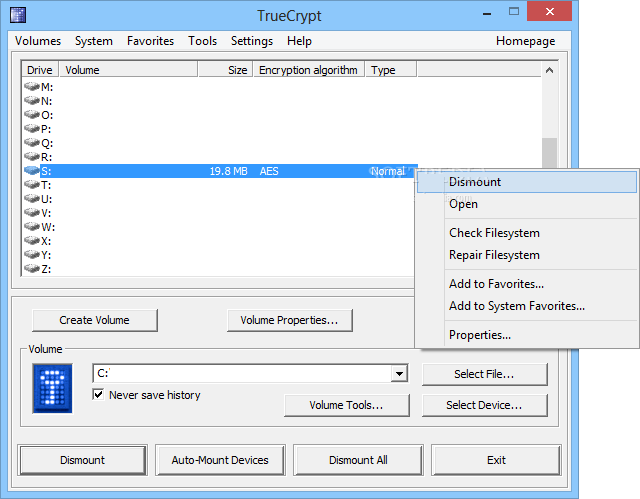 TrueCrypt
Volumes System Favorites Tools Settings Help Homepage
Drive Volume Size Encryption algorithm Type
M:
N:
O:
P:
Q:
R:
S: 19.8 MB AES Normal
T:
U:
V:
W:
X:
Y:
Z:
Dismount
Open
Check Filesystem
Repair Filesystem
Add to Favorites...
Add to System Favorites...
Properties...
Create Volume Volume Properties...
Volume
C:
Select File...
Never save history
Volume Tools... Select Device...
Dismount Auto-Mount Devices Dismount All Exit